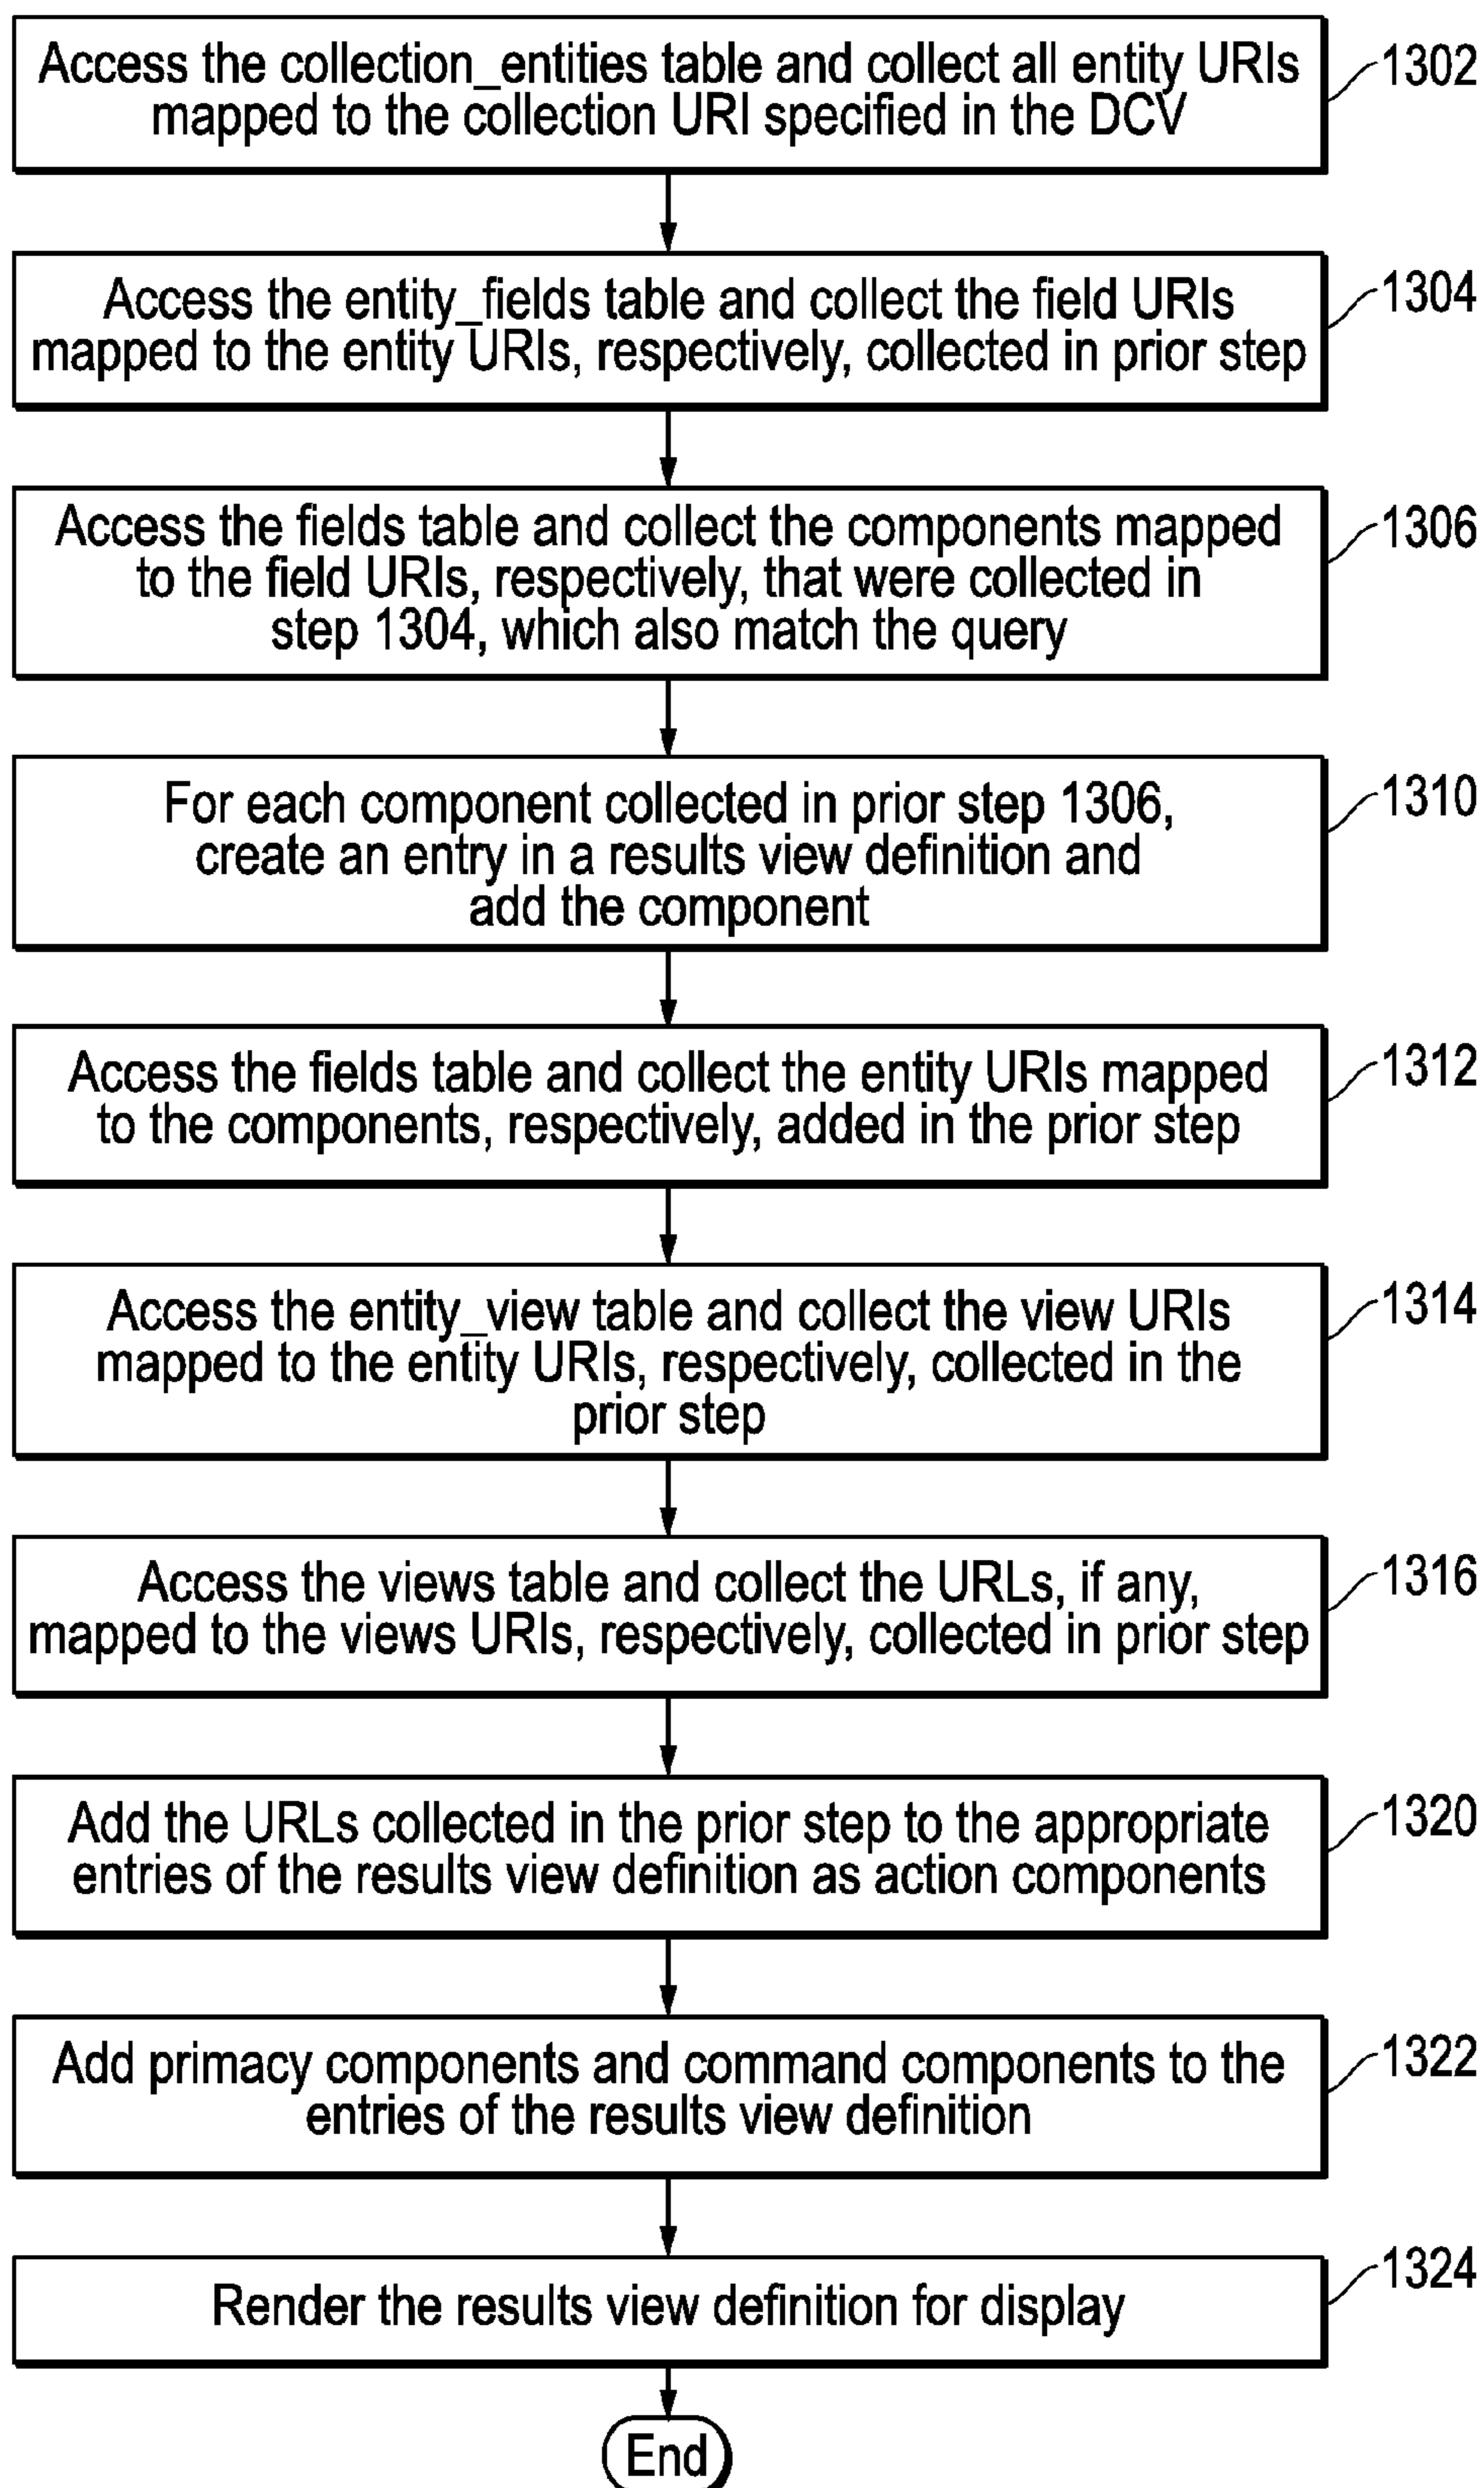 Access the collection_entities table and collect all entity URIs
mapped to the collection URI specified in the DCV
1302
Access the entity_fields table and collect the field URIs
mapped to the entity URIs, respectively, collected in prior step
1304
Access the fields table and collect the components mapped
to the field URIs, respectively, that were collected in
step 1304, which also match the query
1306
For each component collected in prior step 1306,
create an entry in a results view definition and
add the component
1310
Access the fields table and collect the entity URIs mapped
to the components, respectively, added in the prior step
1312
Access the entity_view table and collect the view URIs
mapped to the entity URIs, respectively, collected in the
prior step
1314
Access the views table and collect the URLs, if any,
mapped to the views URIs, respectively, collected in prior step
1316
Add the URLs collected in the prior step to the appropriate
entries of the results view definition as action components
1320
Add primacy components and command components to the
entries of the results view definition
1322
Render the results view definition for display
1324
End